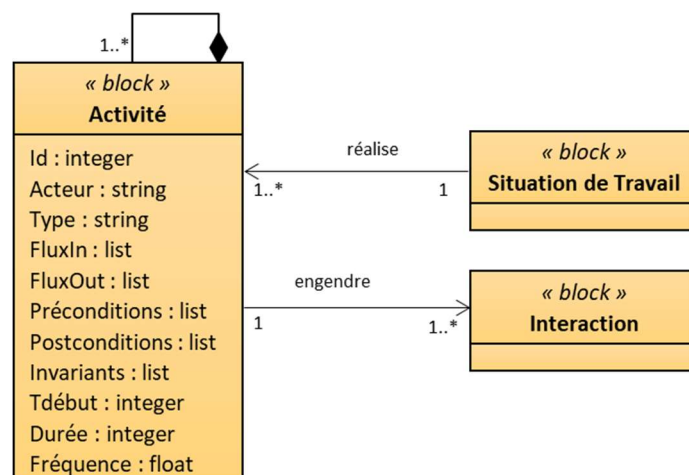 1..*
« block »
Activité
Id : integer
Acteur : string
Type : string
FluxIn : list
FluxOut : list
Préconditions : list
Postconditions : list
Invariants : list
Tdébut : integer
Durée : integer
Fréquence : float
réalise
1..*
1
« block »
Situation de Travail
engendre
1
1..*
« block »
Interaction